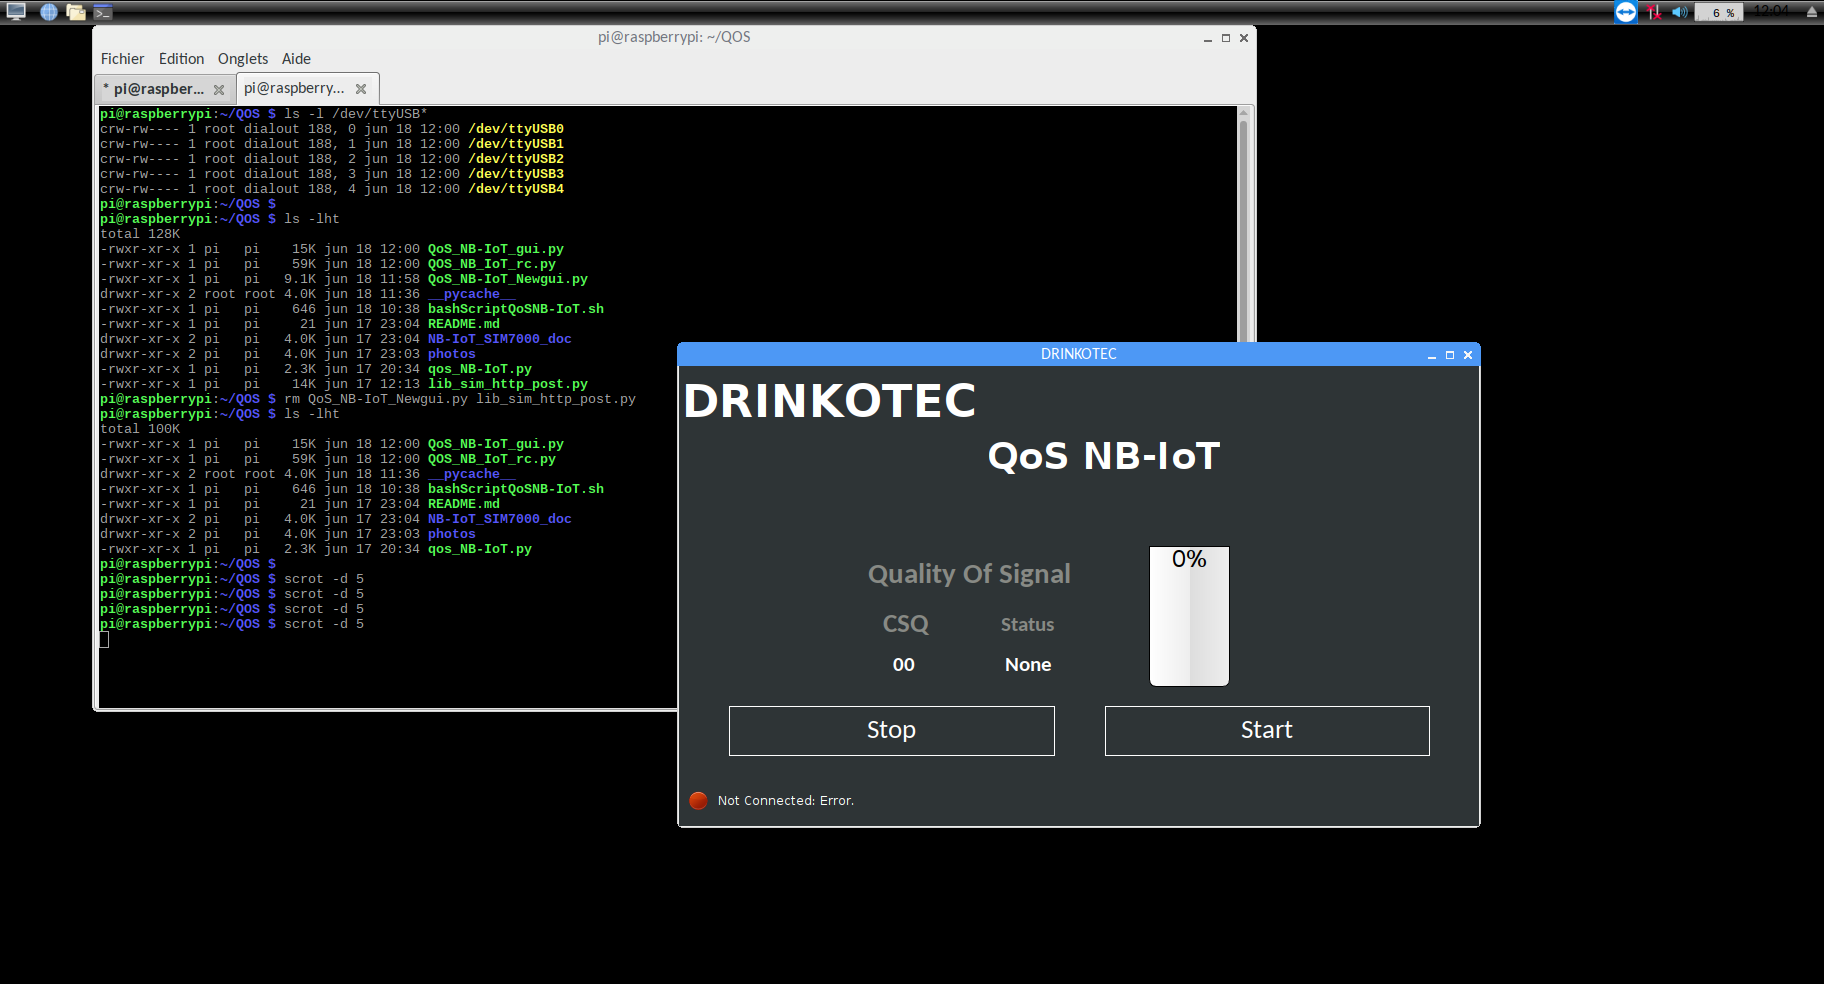 6 %
12:04
pi@raspberrypi: ~/QOS
Fichier Edition Onglets Aide
* pi@raspber... pi@raspberry...
pi@raspberrypi:~/QOS $ ls -l /dev/ttyUSB*
crw-rw---- 1 root dialout 188, 0 jun 18 12:00 /dev/ttyUSB0
crw-rw---- 1 root dialout 188, 1 jun 18 12:00 /dev/ttyUSB1
crw-rw---- 1 root dialout 188, 2 jun 18 12:00 /dev/ttyUSB2
crw-rw---- 1 root dialout 188, 3 jun 18 12:00 /dev/ttyUSB3
crw-rw---- 1 root dialout 188, 4 jun 18 12:00 /dev/ttyUSB4
pi@raspberrypi:~/QOS $
pi@raspberrypi:~/QOS $ ls -lht
total 128K
-rwxr-xr-x 1 pi   pi    15K jun 18 12:00 QoS_NB-IoT_gui.py
-rwxr-xr-x 1 pi   pi    59K jun 18 12:00 QOS_NB_IoT_rc.py
-rwxr-xr-x 1 pi   pi   9.1K jun 18 11:58 QoS_NB-IoT_Newgui.py
drwxr-xr-x 2 root root 4.0K jun 18 11:36 __pycache__
-rwxr-xr-x 1 pi   pi    646 jun 18 10:38 bashScriptQoSNB-IoT.sh
-rwxr-xr-x 1 pi   pi     21 jun 17 23:04 README.md
drwxr-xr-x 2 pi   pi   4.0K jun 17 23:04 NB-IoT_SIM7000_doc
drwxr-xr-x 2 pi   pi   4.0K jun 17 23:03 photos
-rwxr-xr-x 1 pi   pi   2.3K jun 17 20:34 qos_NB-IoT.py
-rwxr-xr-x 1 pi   pi    14K jun 17 12:13 lib_sim_http_post.py
pi@raspberrypi:~/QOS $ rm QoS_NB-IoT_Newgui.py lib_sim_http_post.py
pi@raspberrypi:~/QOS $ ls -lht
total 100K
-rwxr-xr-x 1 pi   pi    15K jun 18 12:00 QoS_NB-IoT_gui.py
-rwxr-xr-x 1 pi   pi    59K jun 18 12:00 QOS_NB_IoT_rc.py
drwxr-xr-x 2 root root 4.0K jun 18 11:36 __pycache__
-rwxr-xr-x 1 pi   pi    646 jun 18 10:38 bashScriptQoSNB-IoT.sh
-rwxr-xr-x 1 pi   pi     21 jun 17 23:04 README.md
drwxr-xr-x 2 pi   pi   4.0K jun 17 23:04 NB-IoT_SIM7000_doc
drwxr-xr-x 2 pi   pi   4.0K jun 17 23:03 photos
-rwxr-xr-x 1 pi   pi   2.3K jun 17 20:34 qos_NB-IoT.py
pi@raspberrypi:~/QOS $
pi@raspberrypi:~/QOS $ scrot -d 5
pi@raspberrypi:~/QOS $ scrot -d 5
pi@raspberrypi:~/QOS $ scrot -d 5
pi@raspberrypi:~/QOS $ scrot -d 5
DRINKOTEC
DRINKOTEC
QoS NB-IoT
0%
Quality Of Signal
CSQ Status
00 None
Stop Start
Not Connected: Error.